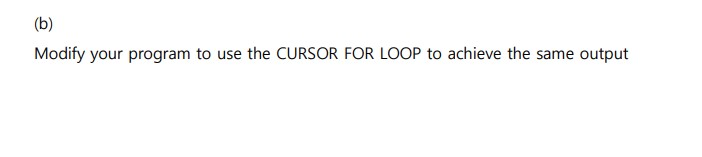 (b)
Modify your program to use the CURSOR FOR LOOP to achieve the same output